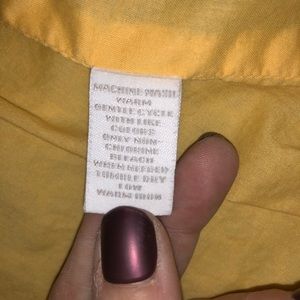 MACHINE WASH
WARM
GENTLE CYCLE
WITH LIKE
COLORS
ONLY NON-
CHLORINE
BLEACH
WHEN NEEDED
TUMBLE DRY
LOW
WARM IRON